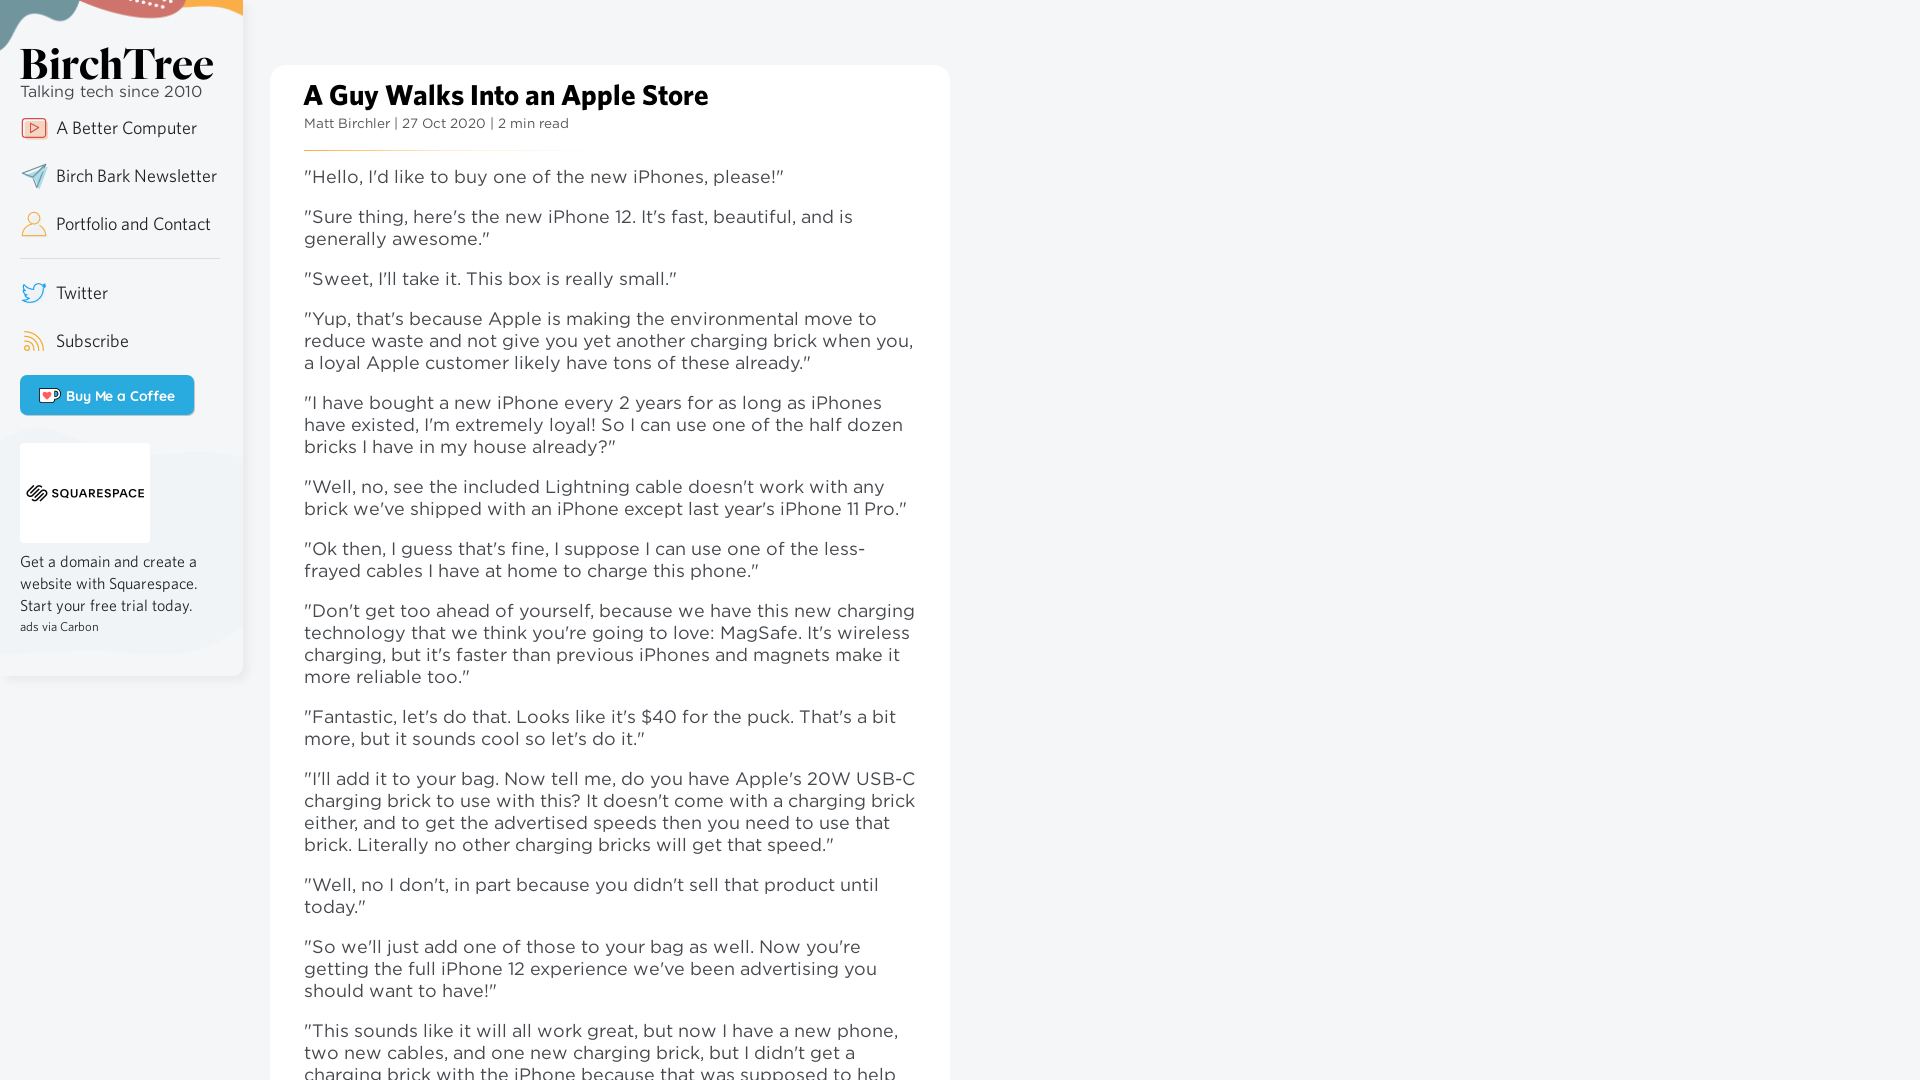 BirchTree
Talking tech since 2010
A Better Computer
Birch Bark Newsletter
Portfolio and Contact
Twitter
Subscribe
Buy Me a Coffee
SQUARESPACE
Get a domain and create a
website with Squarespace.
Start your free trial today.
ads via Carbon
A Guy Walks Into an Apple Store
Matt Birchler | 27 Oct 2020 | 2 min read
"Hello, I'd like to buy one of the new iPhones, please!"
"Sure thing, here's the new iPhone 12. It's fast, beautiful, and is
generally awesome."
"Sweet, I'll take it. This box is really small."
"Yup, that's because Apple is making the environmental move to
reduce waste and not give you yet another charging brick when you,
a loyal Apple customer likely have tons of these already."
"I have bought a new iPhone every 2 years for as long as iPhones
have existed, I'm extremely loyal! So I can use one of the half dozen
bricks I have in my house already?"
"Well, no, see the included Lightning cable doesn't work with any
brick we've shipped with an iPhone except last year's iPhone 11 Pro."
"Ok then, I guess that's fine, I suppose I can use one of the less-
frayed cables I have at home to charge this phone."
"Don't get too ahead of yourself, because we have this new charging
technology that we think you're going to love: MagSafe. It's wireless
charging, but it's faster than previous iPhones and magnets make it
more reliable too."
"Fantastic, let's do that. Looks like it's $40 for the puck. That's a bit
more, but it sounds cool so let's do it."
"I'll add it to your bag. Now tell me, do you have Apple's 20W USB-C
charging brick to use with this? It doesn't come with a charging brick
either, and to get the advertised speeds then you need to use that
brick. Literally no other charging bricks will get that speed."
"Well, no I don't, in part because you didn't sell that product until
today."
"So we'll just add one of those to your bag as well. Now you're
getting the full iPhone 12 experience we've been advertising you
should want to have!"
"This sounds like it will all work great, but now I have a new phone,
two new cables, and one new charging brick, but I didn't get a
charging brick with the iPhone because that was supposed to help